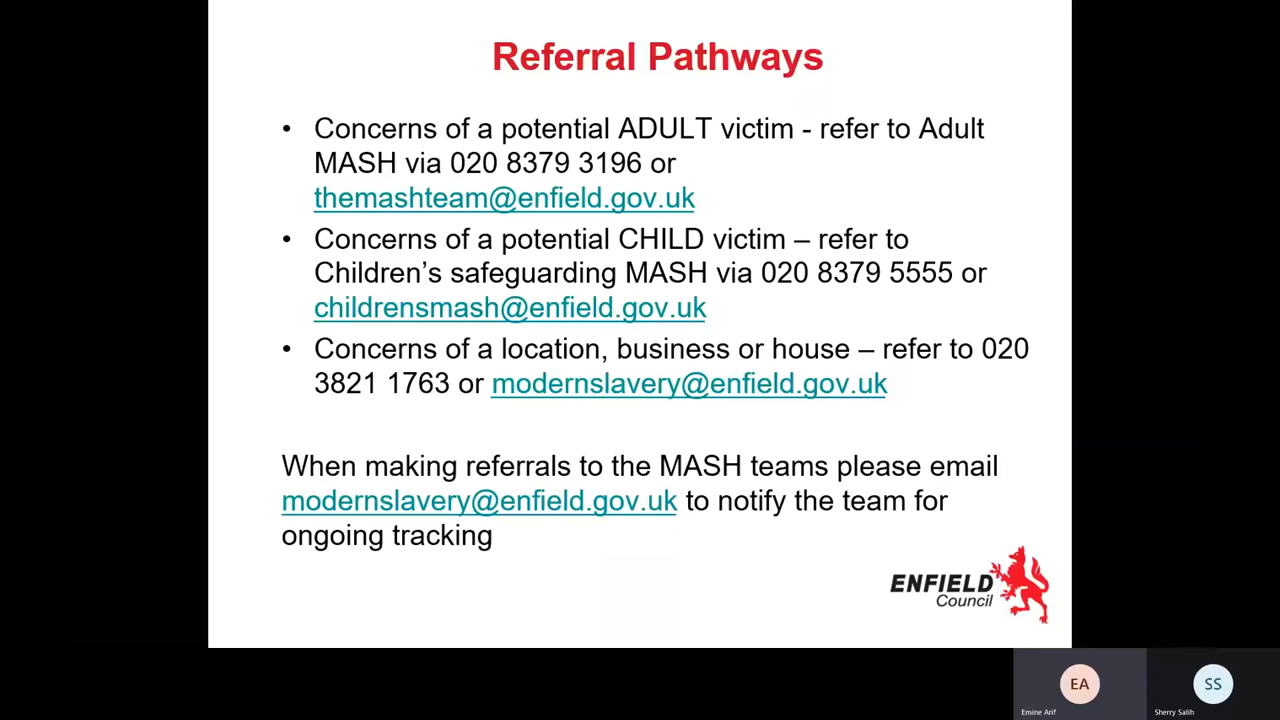 Referral Pathways
• Concerns of a potential ADULT victim - refer to Adult
MASH via 020 8379 3196 or
themashteam@enfield.gov.uk
• Concerns of a potential CHILD victim – refer to
Children’s safeguarding MASH via 020 8379 5555 or
childrensmash@enfield.gov.uk
• Concerns of a location, business or house – refer to 020
3821 1763 or modernslavery@enfield.gov.uk
When making referrals to the MASH teams please email
modernslavery@enfield.gov.uk to notify the team for
ongoing tracking
ENFIELD
Council
EA
SS
Emine Arif
Sherry Salih